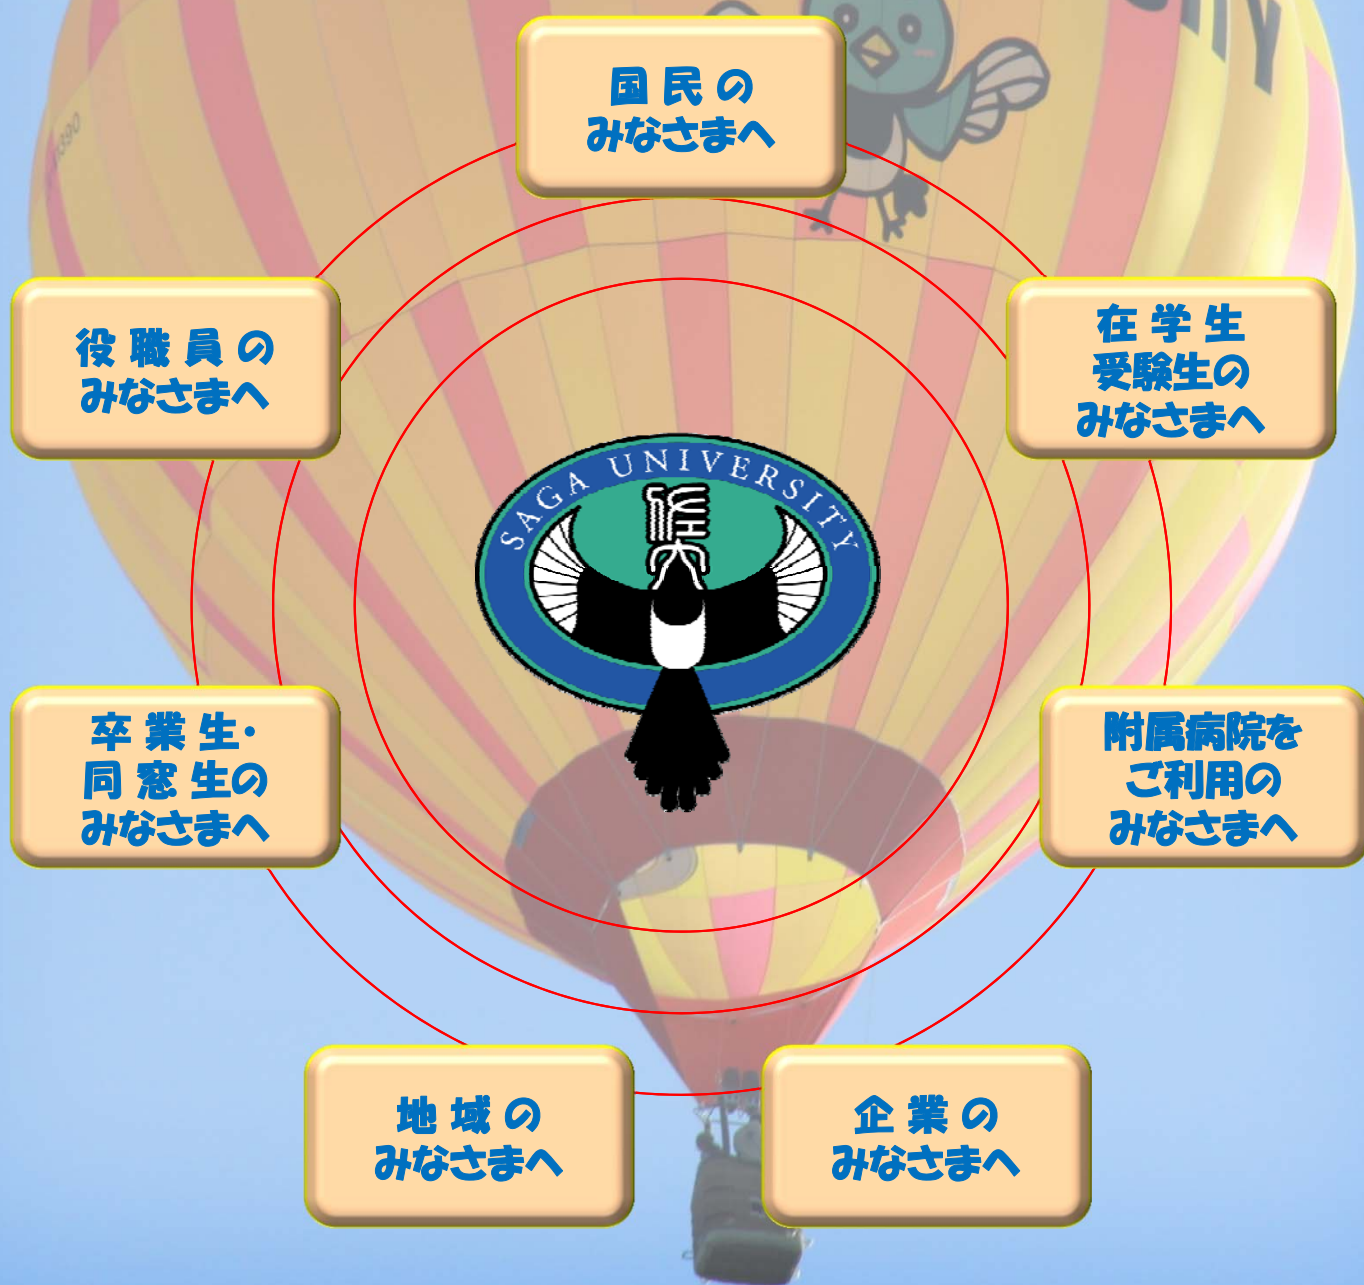 国民の
みなさまへ
役職員の
みなさまへ
在学生
受験生の
みなさまへ
SAGA UNIVERSITY
佐大
卒業生・
同窓生の
みなさまへ
附属病院を
ご利用の
みなさまへ
地域の
みなさまへ
企業の
みなさまへ